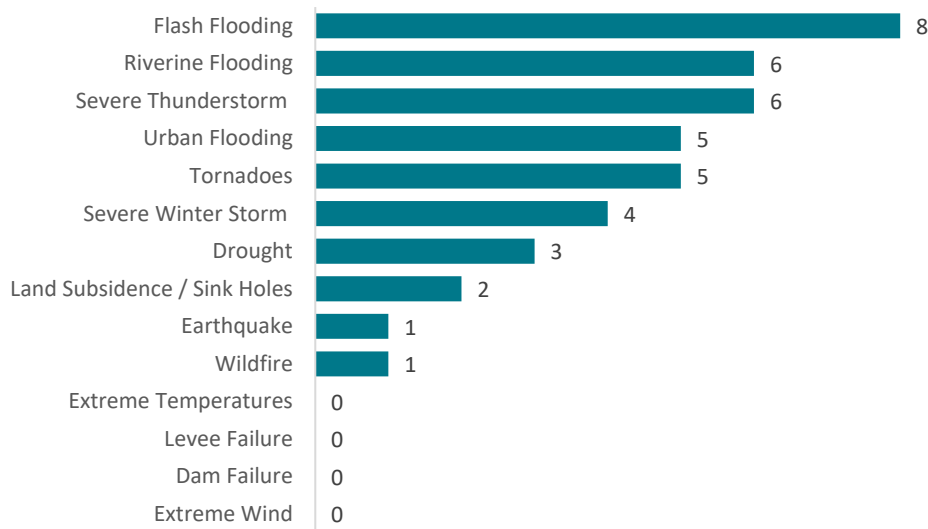 Flash Flooding 8
Riverine Flooding 6
Severe Thunderstorm 6
Urban Flooding 5
Tornadoes 5
Severe Winter Storm 4
Drought 3
Land Subsidence / Sink Holes 2
Earthquake 1
Wildfire 1
Extreme Temperatures 0
Levee Failure 0
Dam Failure 0
Extreme Wind 0